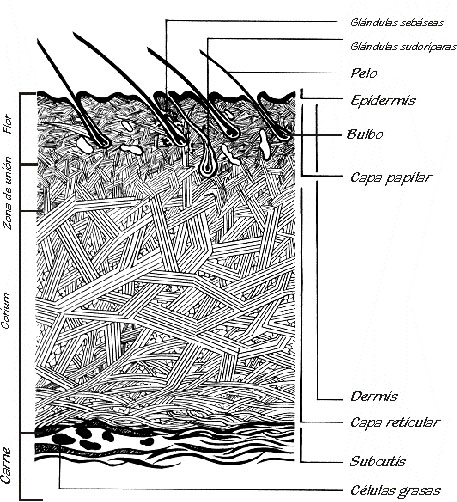 Glándulas sebáseas
Glándulas sudoríparas
Pelo
Epidermis
Bulbo
Capa papilar
Dermis
Capa reticular
Subcutis
Células grasas
Flor
Zona de unión
Corium
Carne